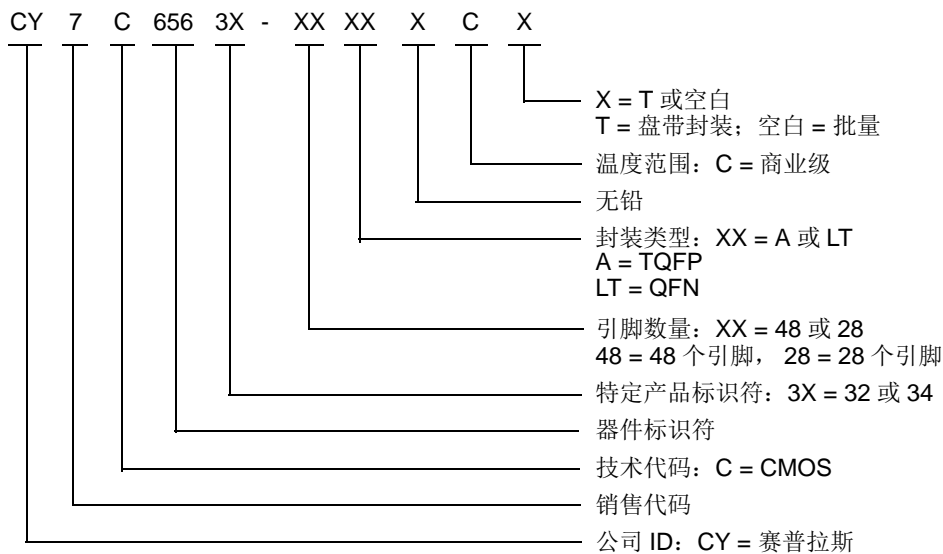 CY 7 C 656 3X - XX XX X C X
X = T 或空白
T = 盘带封装；空白 = 批量
温度范围：C = 商业级
无铅
封装类型：XX = A 或 LT
A = TQFP
LT = QFN
引脚数量：XX = 48 或 28
48 = 48 个引脚， 28 = 28 个引脚
特定产品标识符：3X = 32 或 34
器件标识符
技术代码：C = CMOS
销售代码
公司 ID：CY = 赛普拉斯